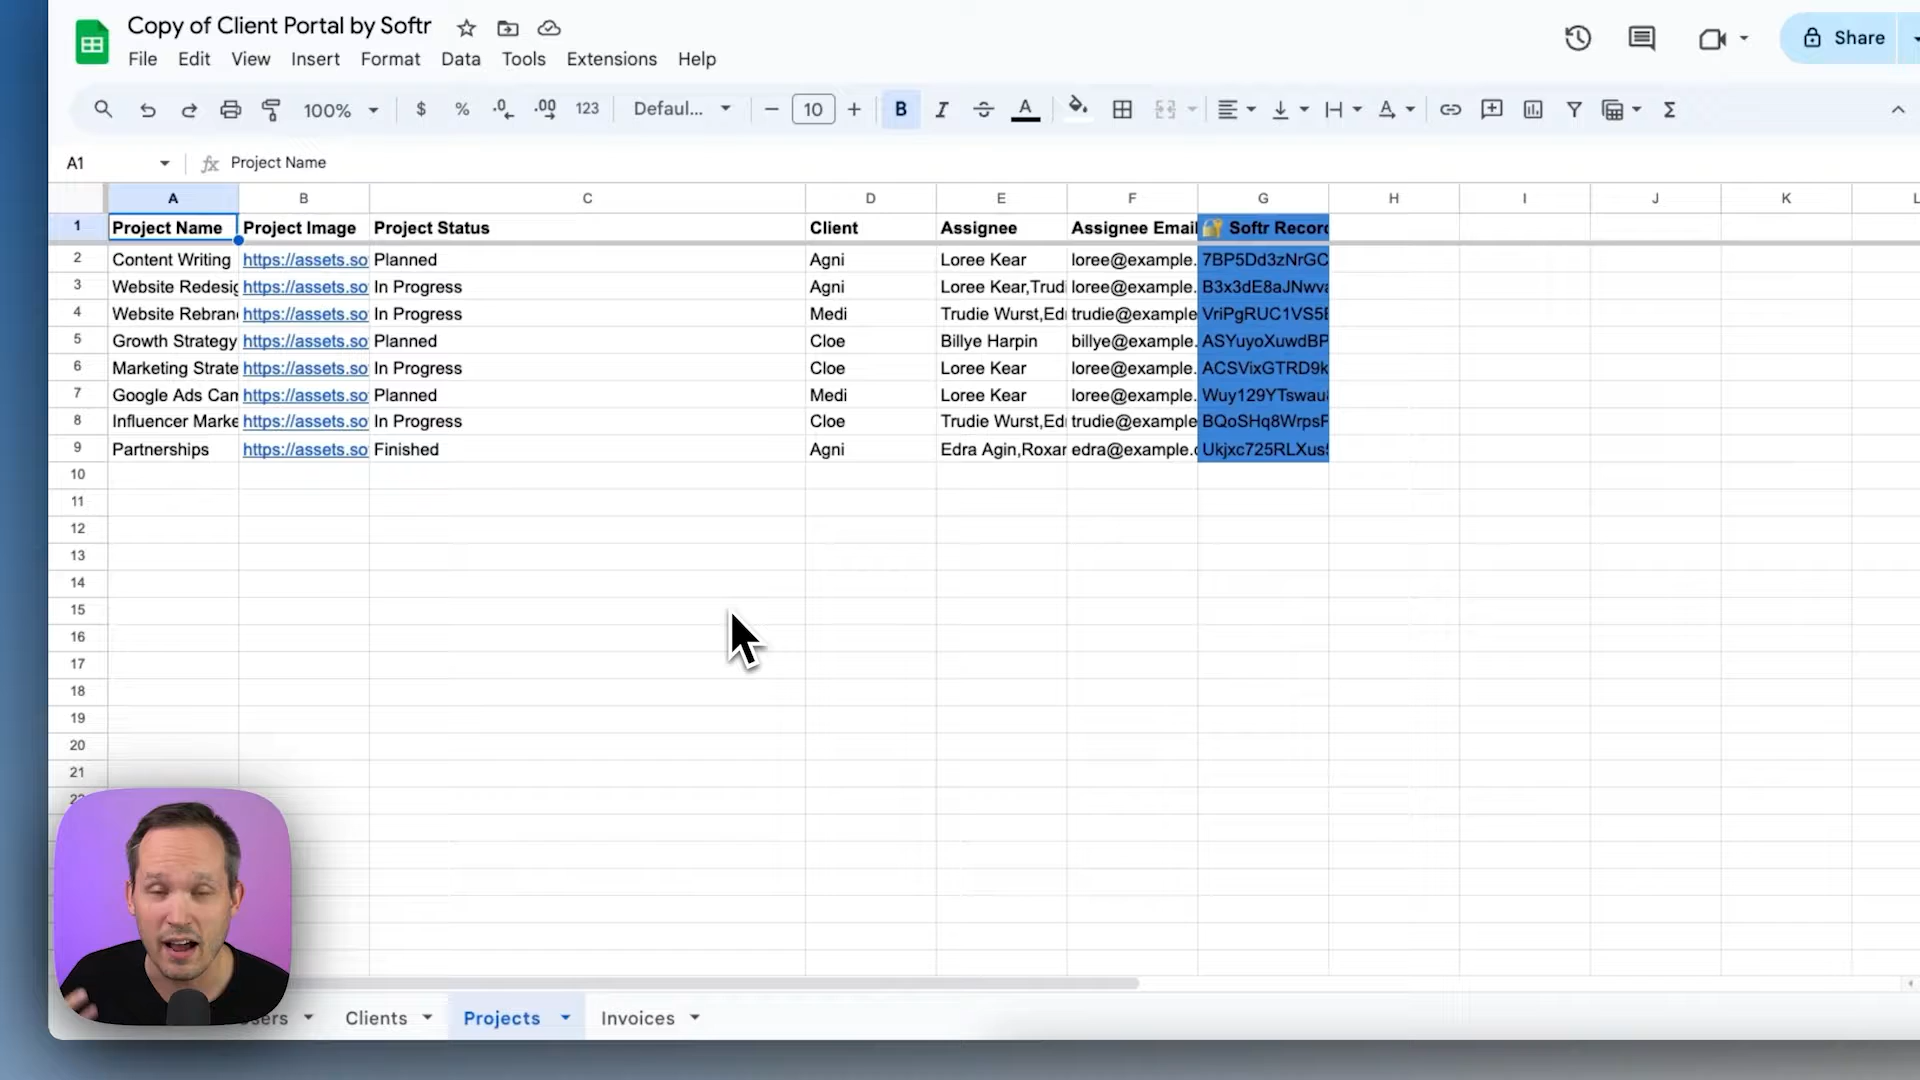 Copy of Client Portal by Softr
File Edit View Insert Format Data Tools Extensions Help
Share
100% $ % .0 .00 123 Defaul... 10 B I A
A1 Project Name
A B C D E F G H I J K L
1 Project Name Project Image Project Status Client Assignee Assignee Email Softr Record
2 Content Writing https://assets.so Planned Agni Loree Kear loree@example. 7BP5Dd3zNrGC
3 Website Redesig https://assets.so In Progress Agni Loree Kear,Trudi loree@example. B3x3dE8aJNwva
4 Website Rebran https://assets.so In Progress Medi Trudie Wurst,Edr trudie@example VriPgRUC1VS5E
5 Growth Strategy https://assets.so Planned Cloe Billye Harpin billye@example. ASYuyoXuwdBP
6 Marketing Strate https://assets.so In Progress Cloe Loree Kear loree@example. ACSVixGTRD9k
7 Google Ads Cam https://assets.so Planned Medi Loree Kear loree@example. Wuy129YTswau
8 Influencer Marke https://assets.so In Progress Cloe Trudie Wurst,Edr trudie@example BQoSHq8WrpsF
9 Partnerships https://assets.so Finished Agni Edra Agin,Roxar edra@example.c Ukjxc725RLXus
10
11
12
13
14
15
16
17
18
19
20
21
Clients Projects Invoices